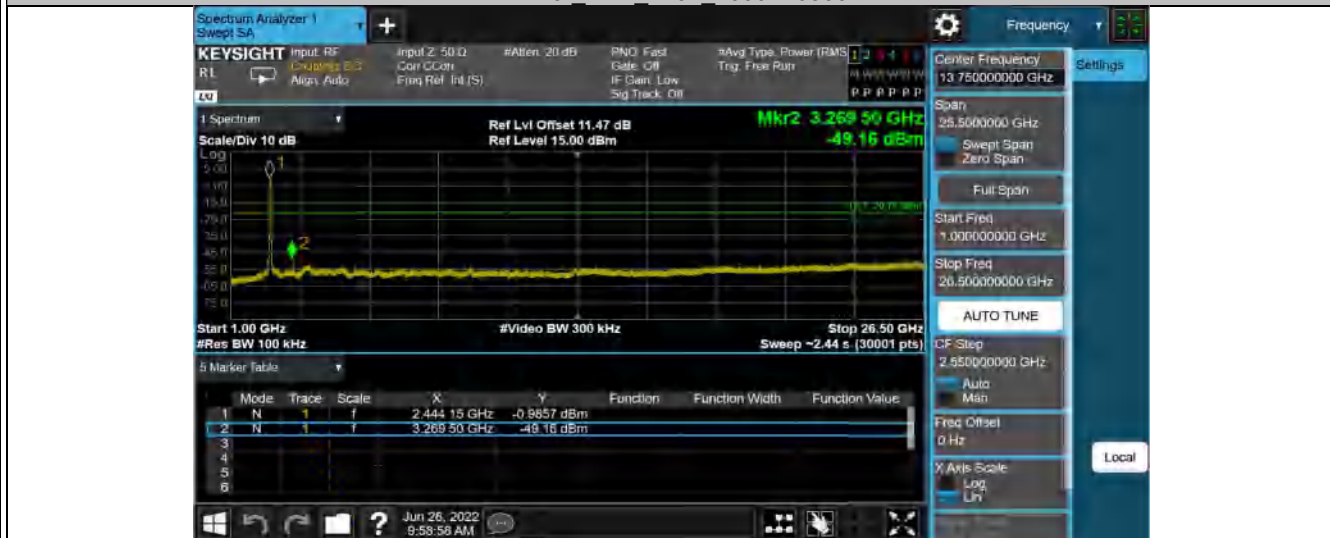 Spectrum Analyzer 1
Swept SA
+
Frequency
KEYSIGHT
Input: RF
Input Z: 50 Ω
#Atten: 20 dB
PNO: Fast
#Avg Type: Power (RMS
RL
Align: Auto
Corr CCorr
Freq Ref: Int (S)
Gate: Off
IF Gain: Low
Sig Track: Off
Trig: Free Run
P P P P P P
LXI
Center Frequency
13.750000000 GHz
Settings
Span
25.5000000 GHz
Swept Span
Zero Span
Full Span
Start Freq
1.000000000 GHz
Stop Freq
26.500000000 GHz
AUTO TUNE
CF Step
2.550000000 GHz
Auto
Man
Freq Offset
0 Hz
X Axis Scale
Log
Lin
Local
1 Spectrum
Ref Lvl Offset 11.47 dB
Mkr2 3.269 50 GHz
Scale/Div 10 dB
Ref Level 15.00 dBm
-49.16 dBm
Log
1
2
Start 1.00 GHz
#Video BW 300 kHz
Stop 26.50 GHz
#Res BW 100 kHz
Sweep ~2.44 s (30001 pts)
5 Marker Table
Mode Trace Scale X Y Function Function Width Function Value
1 N 1 f 2.444 15 GHz -0.9857 dBm
2 N 1 f 3.269 50 GHz -49.16 dBm
3
4
5
6
?
Jun 26, 2022
9:58:58 AM